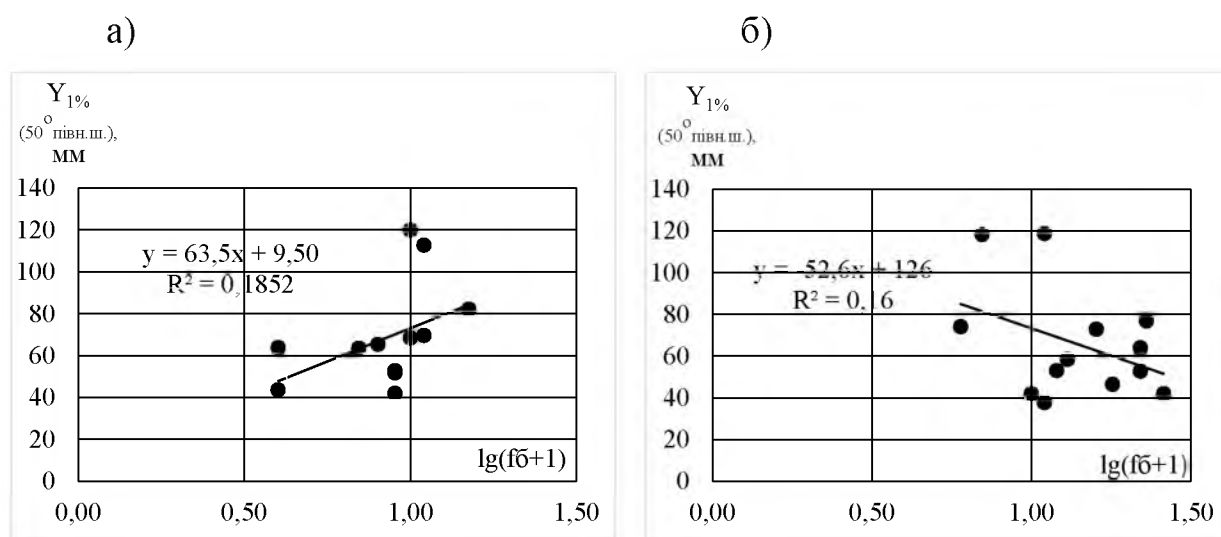 а)
Y1%
(50° півн.ш.),
мм
140
120
100
80
60
40
20
0
0,00
0,50
1,00
1,50
y = 63,5x + 9,50
R² = 0,1852
lg(fб+1)
б)
Y1%
(50° півн.ш.),
мм
140
120
100
80
60
40
20
0
0,00
0,50
1,00
1,50
y = -52,6x + 126
R² = 0,16
lg(fб+1)